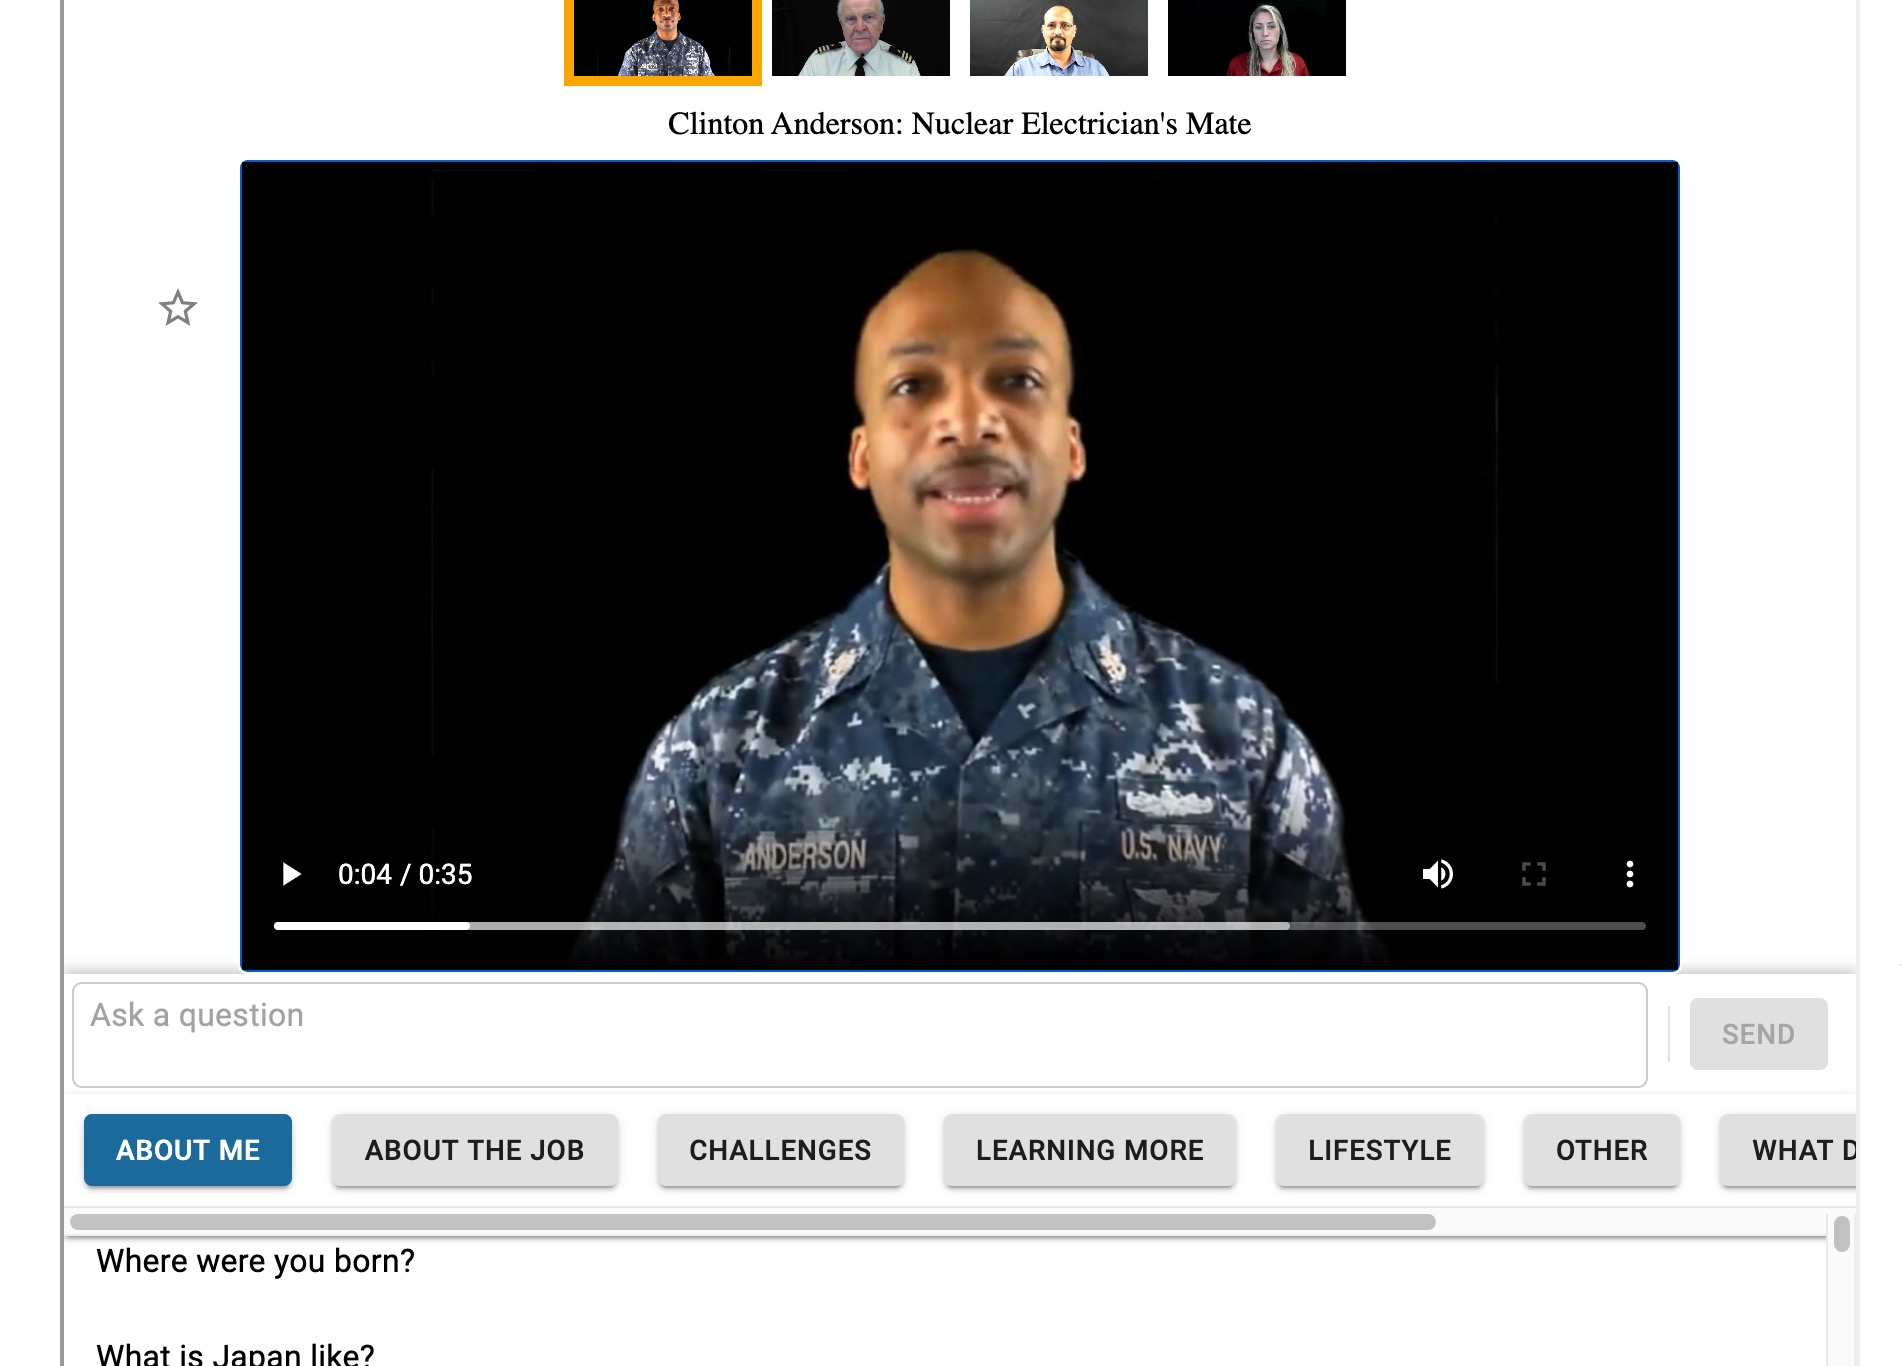 Clinton Anderson: Nuclear Electrician's Mate
ANDERSON
U.S. NAVY
0:04 / 0:35
Ask a question
SEND
ABOUT ME
ABOUT THE JOB
CHALLENGES
LEARNING MORE
LIFESTYLE
OTHER
WHAT D
Where were you born?
What is Japan like?